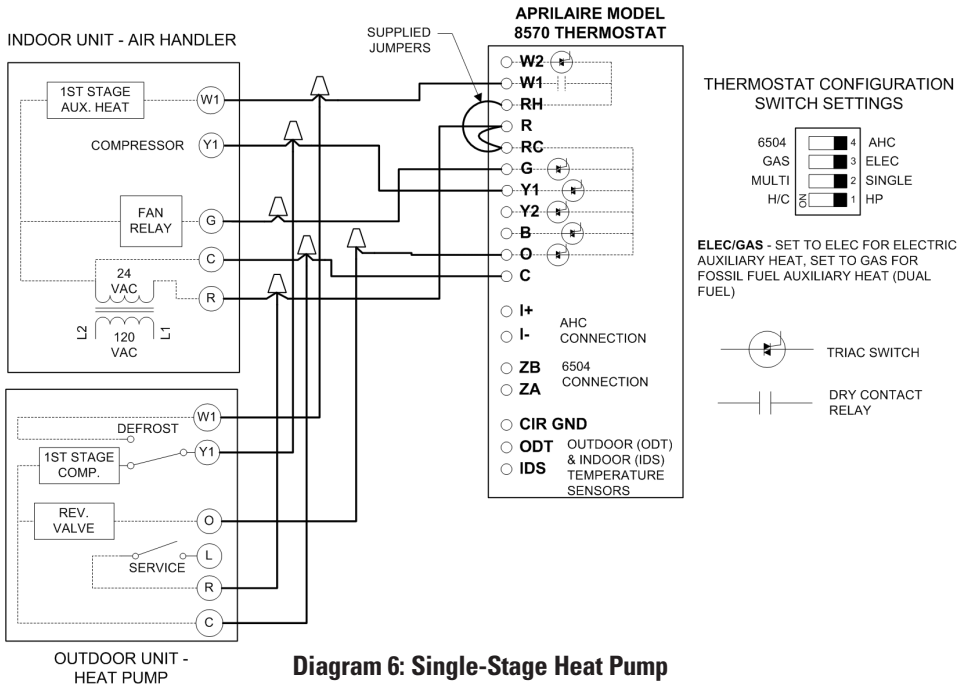 INDOOR UNIT - AIR HANDLER
1ST STAGE
AUX. HEAT
W1
COMPRESSOR
Y1
FAN
RELAY
G
C
24
VAC
R
L2
120
VAC
L1
W1
DEFROST
1ST STAGE
COMP.
Y1
REV.
VALVE
O
L
SERVICE
R
C
OUTDOOR UNIT -
HEAT PUMP
SUPPLIED
JUMPERS
APRILAIRE MODEL
8570 THERMOSTAT
W2
W1
RH
R
RC
G
Y1
Y2
B
O
C
I+
I-
AHC
CONNECTION
ZB
ZA
6504
CONNECTION
CIR GND
ODT
IDS
OUTDOOR (ODT)
& INDOOR (IDS)
TEMPERATURE
SENSORS
THERMOSTAT CONFIGURATION
SWITCH SETTINGS
6504 4 AHC
GAS 3 ELEC
MULTI 2 SINGLE
H/C ON 1 HP
ELEC/GAS - SET TO ELEC FOR ELECTRIC
AUXILIARY HEAT, SET TO GAS FOR
FOSSIL FUEL AUXILIARY HEAT (DUAL
FUEL)
TRIAC SWITCH
DRY CONTACT
RELAY
Diagram 6: Single-Stage Heat Pump